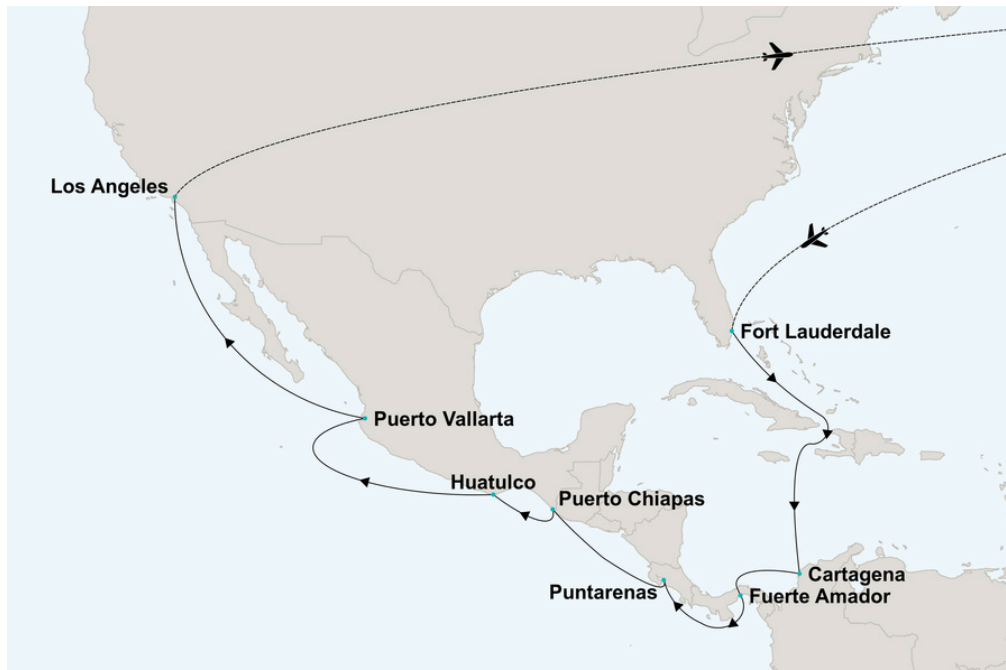 Los Angeles
Fort Lauderdale
Puerto Vallarta
Huatulco
Puerto Chiapas
Cartagena
Puntarenas
Fuerte Amador